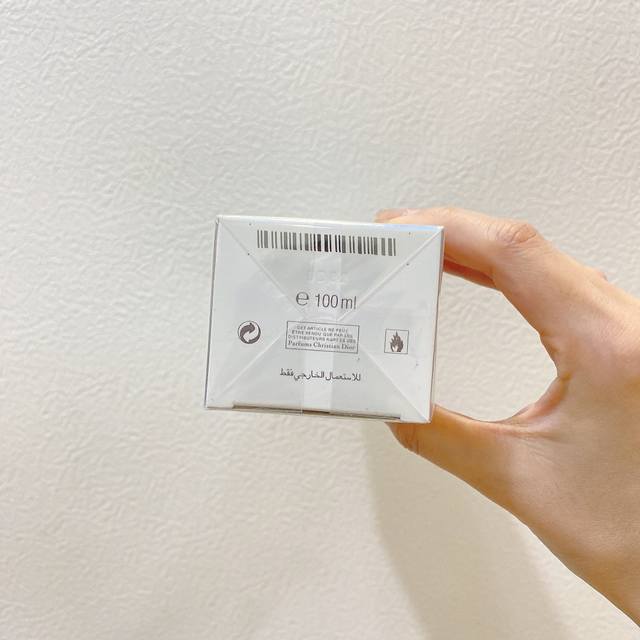 ℮ 100 ml
CET ARTICLE NE PEUT
ÊTRE VENDU QUE PAR LES
DISTRIBUTEURS AGRÉÉS DES
Parfums Christian Dior
للاستعمال الخارجي فقط